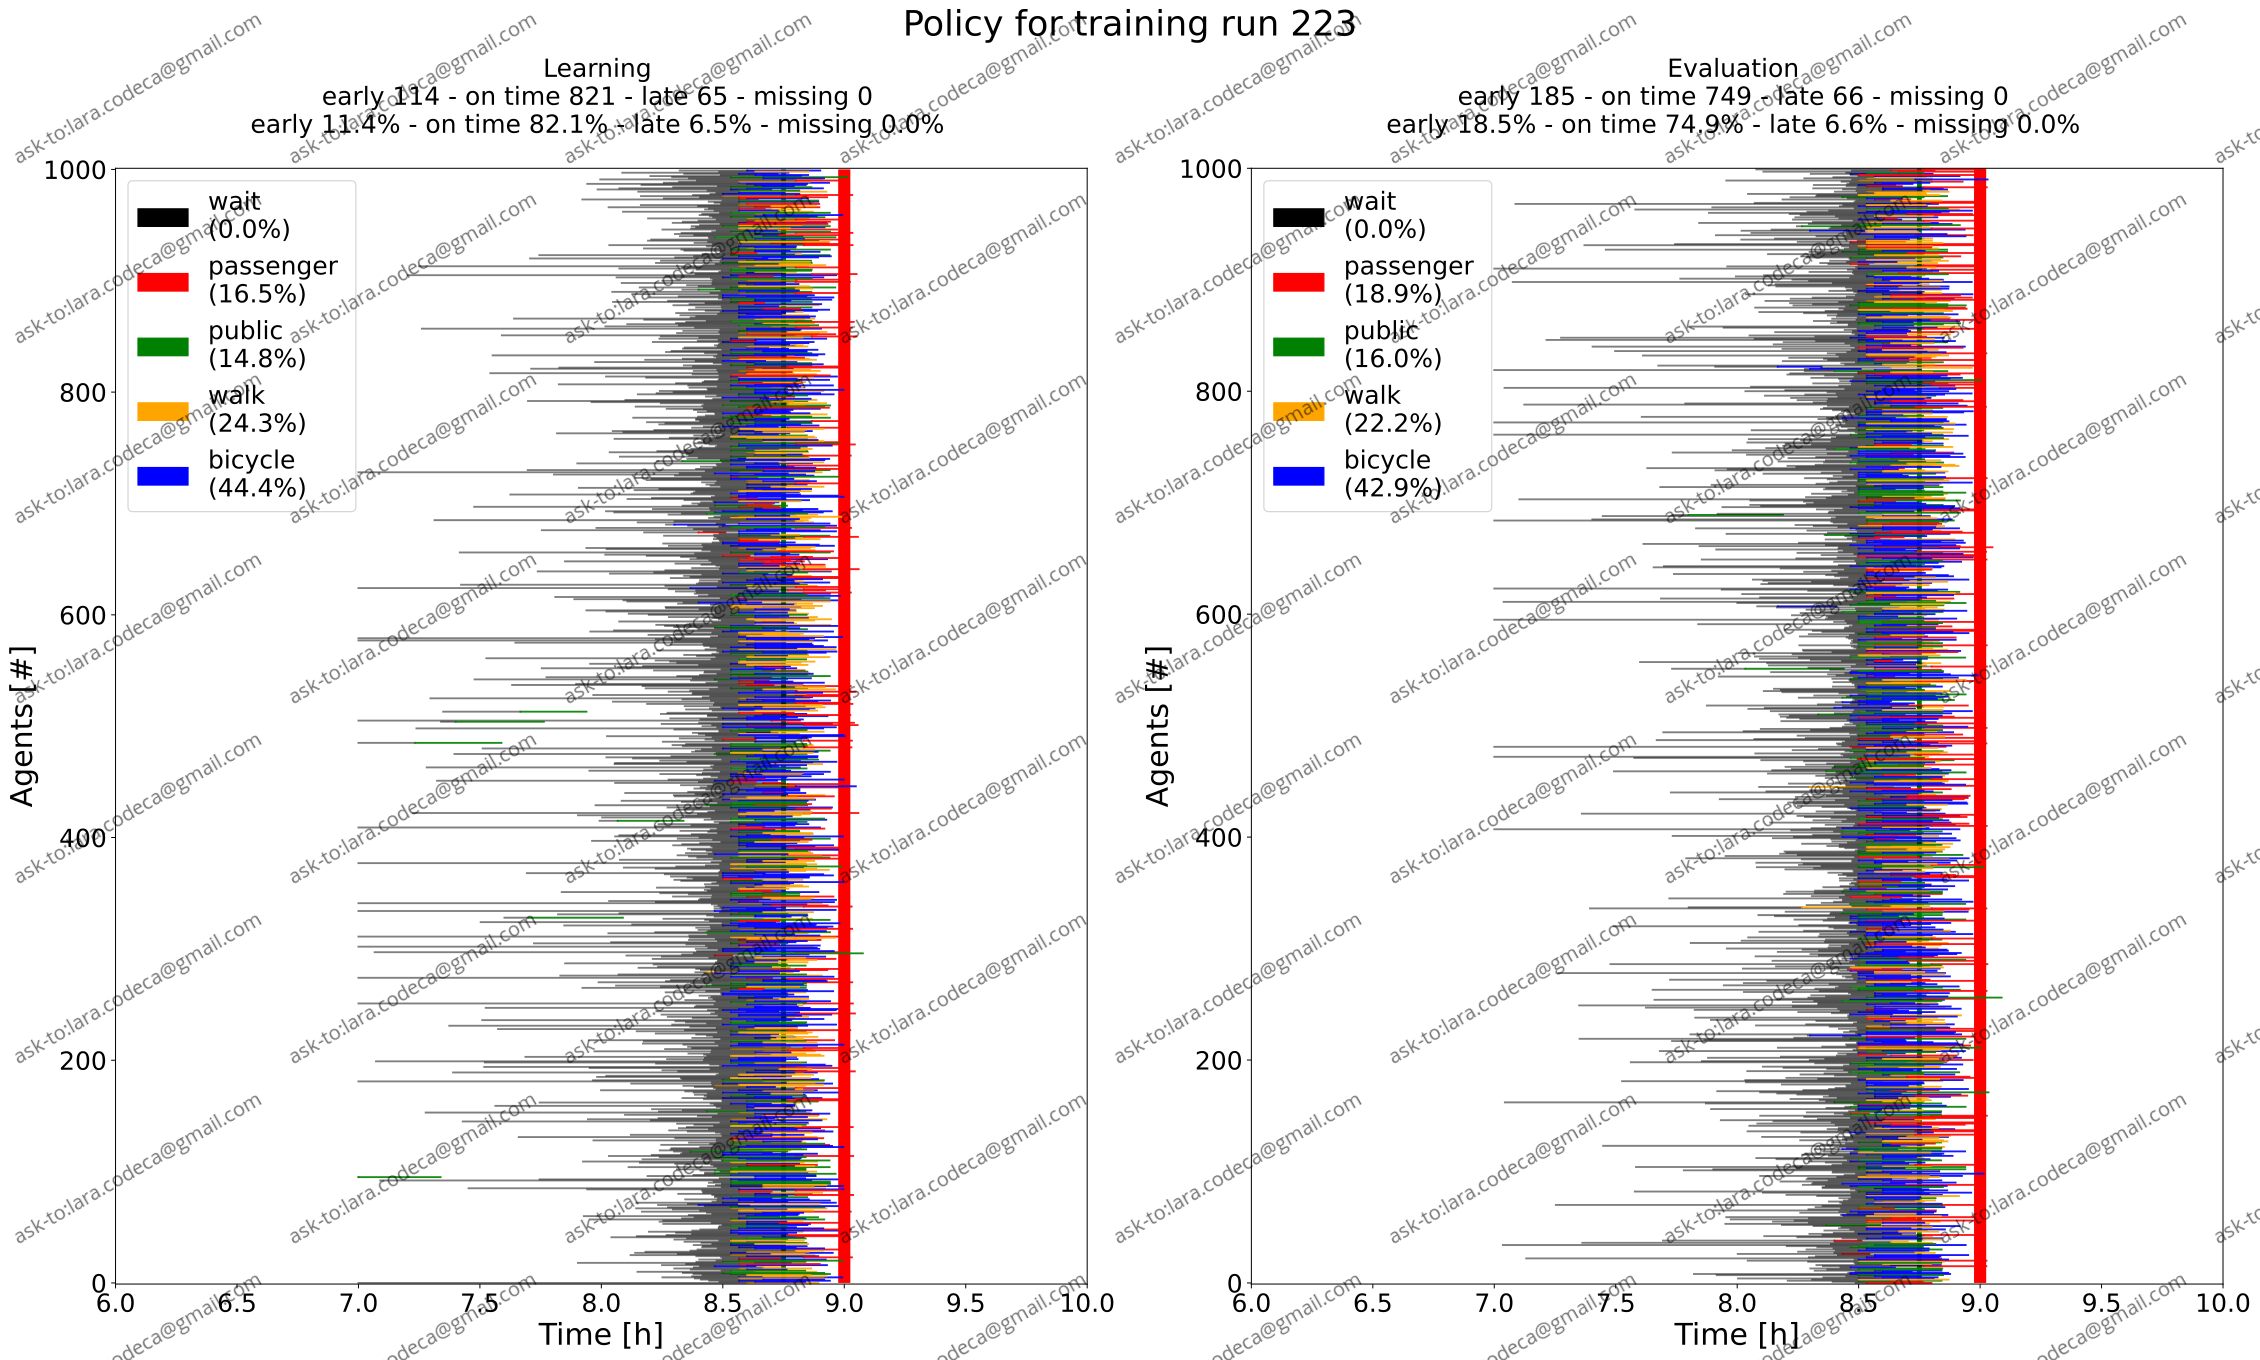 Policy for training run 223
Learning
early 114 - on time 821 - late 65 - missing 0
early 11.4% - on time 82.1% - late 6.5% - missing 0.0%
1000
800
600
400
200
0
Agents [#]
wait
(0.0%)
passenger
(16.5%)
public
(14.8%)
walk
(24.3%)
bicycle
(44.4%)
6.0 6.5 7.0 7.5 8.0 8.5 9.0 9.5 10.0
Time [h]
Evaluation
early 185 - on time 749 - late 66 - missing 0
early 18.5% - on time 74.9% - late 6.6% - missing 0.0%
1000
800
600
400
200
0
Agents [#]
wait
(0.0%)
passenger
(18.9%)
public
(16.0%)
walk
(22.2%)
bicycle
(42.9%)
6.0 6.5 7.0 7.5 8.0 8.5 9.0 9.5 10.0
Time [h]
ask-to:lara.codeca@gmail.com